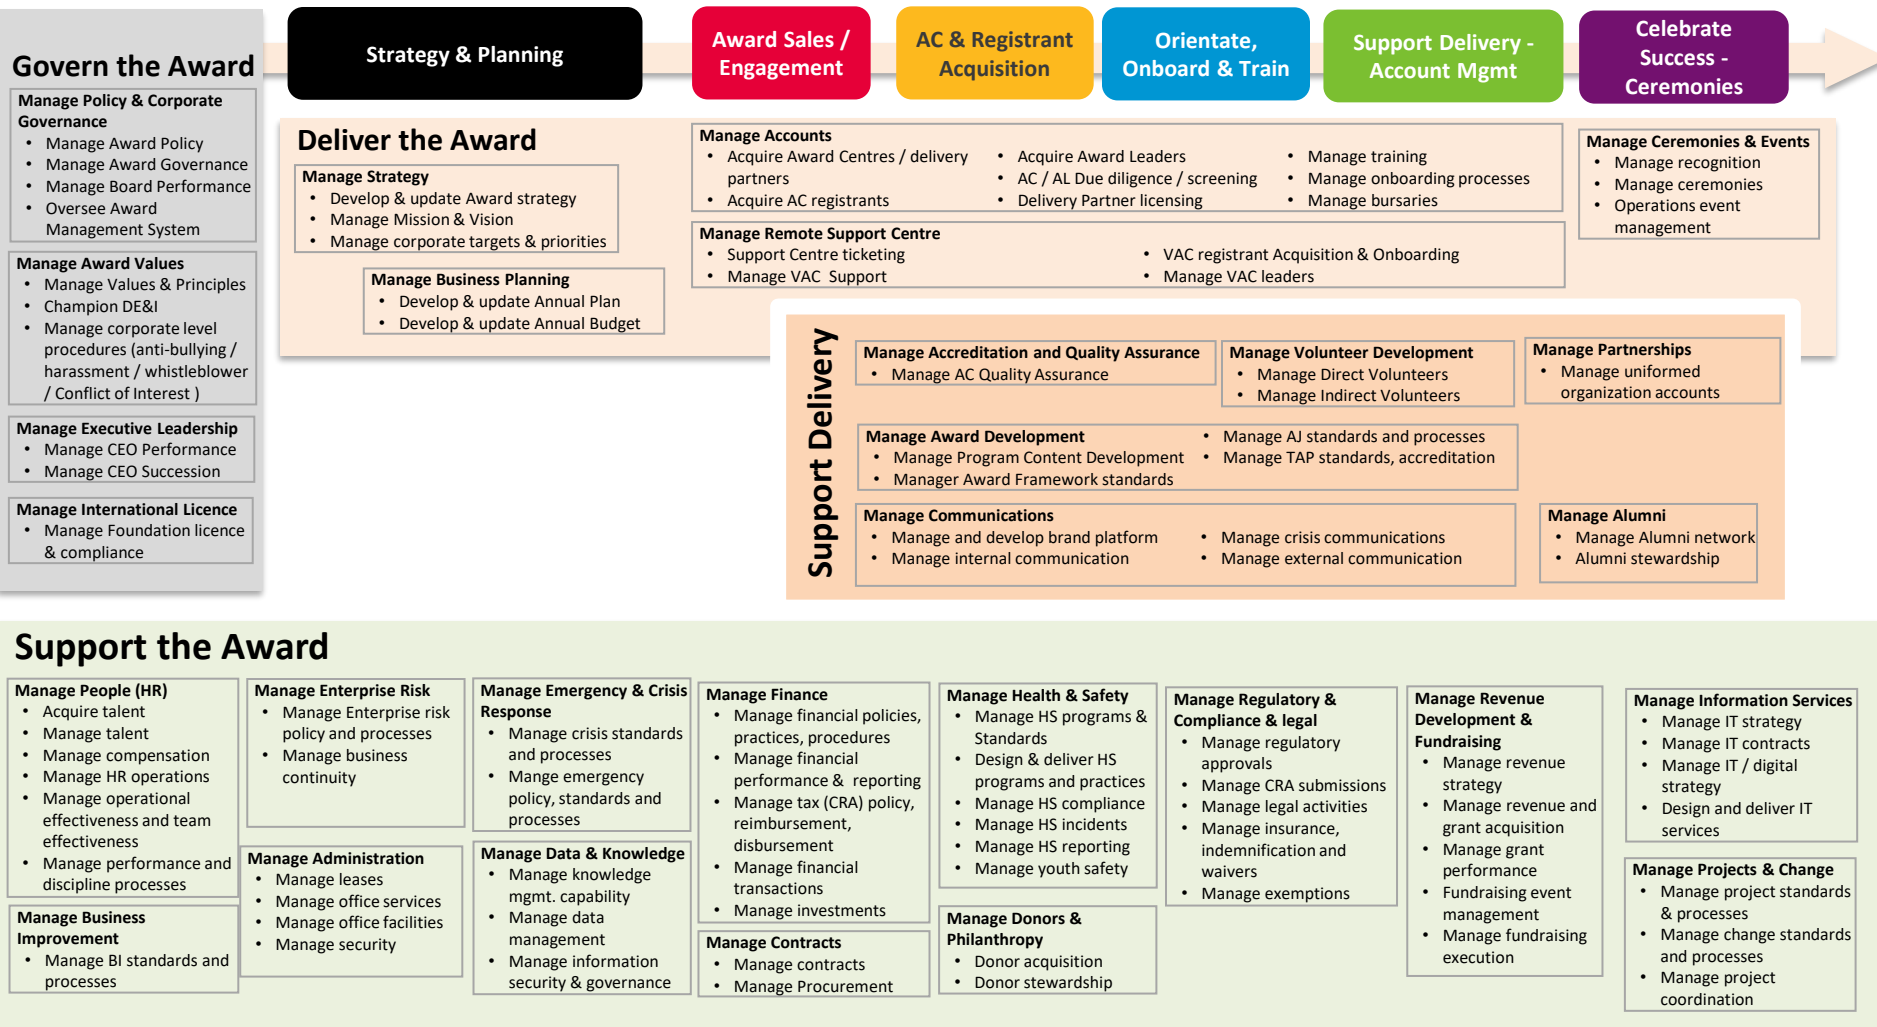 Govern the Award
Manage Policy & Corporate
Governance
• Manage Award Policy
• Manage Award Governance
• Manage Board Performance
• Oversee Award
Management System
Manage Award Values
• Manage Values & Principles
• Champion DE&I
• Manage corporate level
procedures (anti-bullying /
harassment / whistleblower
/ Conflict of Interest )
Manage Executive Leadership
• Manage CEO Performance
• Manage CEO Succession
Manage International Licence
• Manage Foundation licence
& compliance
Strategy & Planning
Award Sales /
Engagement
AC & Registrant
Acquisition
Orientate,
Onboard & Train
Support Delivery -
Account Mgmt
Celebrate
Success -
Ceremonies
Deliver the Award
Manage Strategy
• Develop & update Award strategy
• Manage Mission & Vision
• Manage corporate targets & priorities
Manage Business Planning
• Develop & update Annual Plan
• Develop & update Annual Budget
Manage Accounts
• Acquire Award Centres / delivery
partners
• Acquire AC registrants
• Acquire Award Leaders
• AC / AL Due diligence / screening
• Delivery Partner licensing
• Manage training
• Manage onboarding processes
• Manage bursaries
Manage Remote Support Centre
• Support Centre ticketing
• Manage VAC Support
• VAC registrant Acquisition & Onboarding
• Manage VAC leaders
Manage Ceremonies & Events
• Manage recognition
• Manage ceremonies
• Operations event
management
Support Delivery
Manage Accreditation and Quality Assurance
• Manage AC Quality Assurance
Manage Volunteer Development
• Manage Direct Volunteers
• Manage Indirect Volunteers
Manage Partnerships
• Manage uniformed
organization accounts
Manage Award Development
• Manage Program Content Development
• Manager Award Framework standards
• Manage AJ standards and processes
• Manage TAP standards, accreditation
Manage Communications
• Manage and develop brand platform
• Manage internal communication
• Manage crisis communications
• Manage external communication
Manage Alumni
• Manage Alumni network
• Alumni stewardship
Support the Award
Manage People (HR)
• Acquire talent
• Manage talent
• Manage compensation
• Manage HR operations
• Manage operational
effectiveness and team
effectiveness
• Manage performance and
discipline processes
Manage Business
Improvement
• Manage BI standards and
processes
Manage Enterprise Risk
• Manage Enterprise risk
policy and processes
• Manage business
continuity
Manage Administration
• Manage leases
• Manage office services
• Manage office facilities
• Manage security
Manage Emergency & Crisis
Response
• Manage crisis standards
and processes
• Mange emergency
policy, standards and
processes
Manage Data & Knowledge
• Manage knowledge
mgmt. capability
• Manage data
management
• Manage information
security & governance
Manage Finance
• Manage financial policies,
practices, procedures
• Manage financial
performance & reporting
• Manage tax (CRA) policy,
reimbursement,
disbursement
• Manage financial
transactions
• Manage investments
Manage Contracts
• Manage contracts
• Manage Procurement
Manage Health & Safety
• Manage HS programs &
Standards
• Design & deliver HS
programs and practices
• Manage HS compliance
• Manage HS incidents
• Manage HS reporting
• Manage youth safety
Manage Donors &
Philanthropy
• Donor acquisition
• Donor stewardship
Manage Regulatory &
Compliance & legal
• Manage regulatory
approvals
• Manage CRA submissions
• Manage legal activities
• Manage insurance,
indemnification and
waivers
• Manage exemptions
Manage Revenue
Development &
Fundraising
• Manage revenue
strategy
• Manage revenue and
grant acquisition
• Manage grant
performance
• Fundraising event
management
• Manage fundraising
execution
Manage Information Services
• Manage IT strategy
• Manage IT contracts
• Manage IT / digital
strategy
• Design and deliver IT
services
Manage Projects & Change
• Manage project standards
& processes
• Manage change standards
and processes
• Manage project
coordination